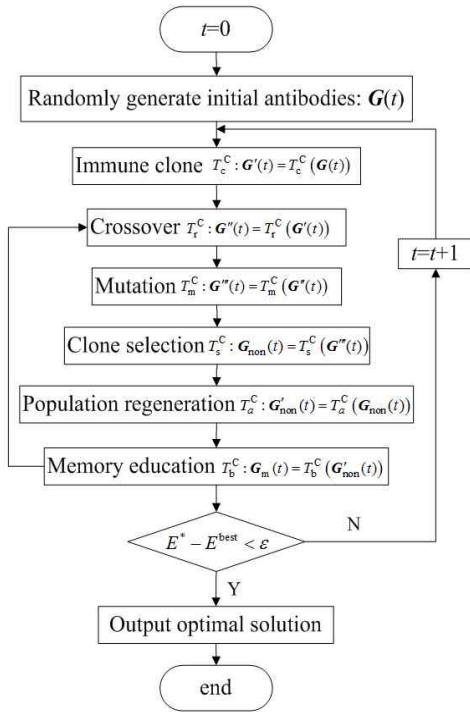 t=0
Randomly generate initial antibodies: G(t)
Immune clone T_c^C : G'(t) = T_c^C (G(t))
Crossover T_r^C : G''(t) = T_r^C (G'(t))
t=t+1
Mutation T_m^C : G'''(t) = T_m^C (G''(t))
Clone selection T_s^C : G_non(t) = T_s^C (G'''(t))
Population regeneration T_a^C : G'_non(t) = T_a^C (G_non(t))
Memory education T_b^C : G_m(t) = T_b^C (G'_non(t))
N
E^* − E^best < ε
Y
Output optimal solution
end